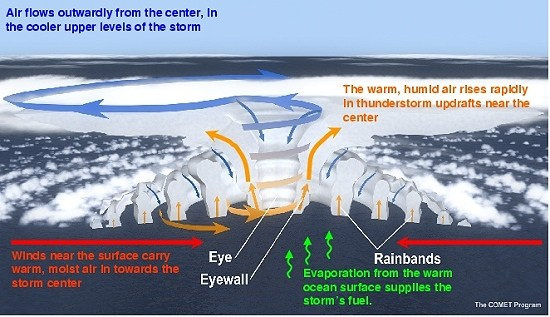 Air flows outwardly from the center, in
the cooler upper levels of the storm
The warm, humid air rises rapidly
in thunderstorm updrafts near the
center
Winds near the surface carry
warm, moist air in towards the
storm center
Eye
Eyewall
Rainbands
Evaporation from the warm
ocean surface supplies the
storm's fuel.
The COMET Program